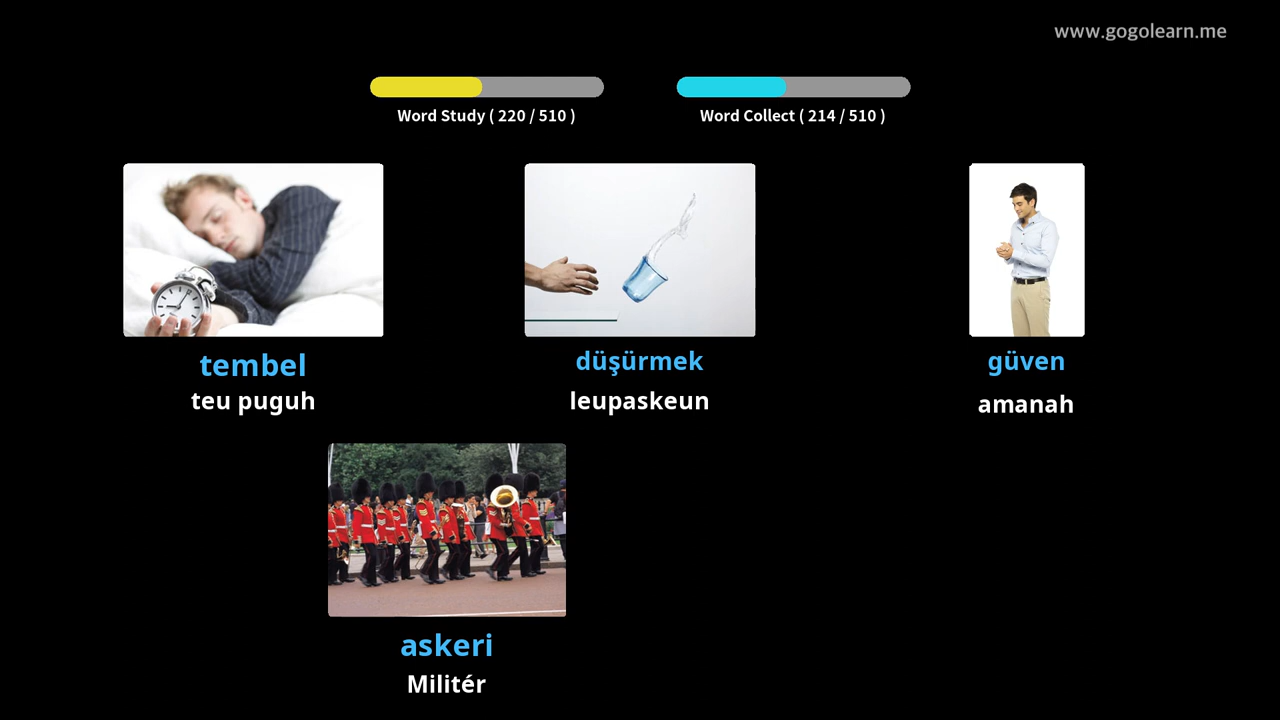 www.gogolearn.me
Word Study ( 220 / 510 )
Word Collect ( 214 / 510 )
tembel
teu puguh
düşürmek
leupaskeun
güven
amanah
askeri
Militér